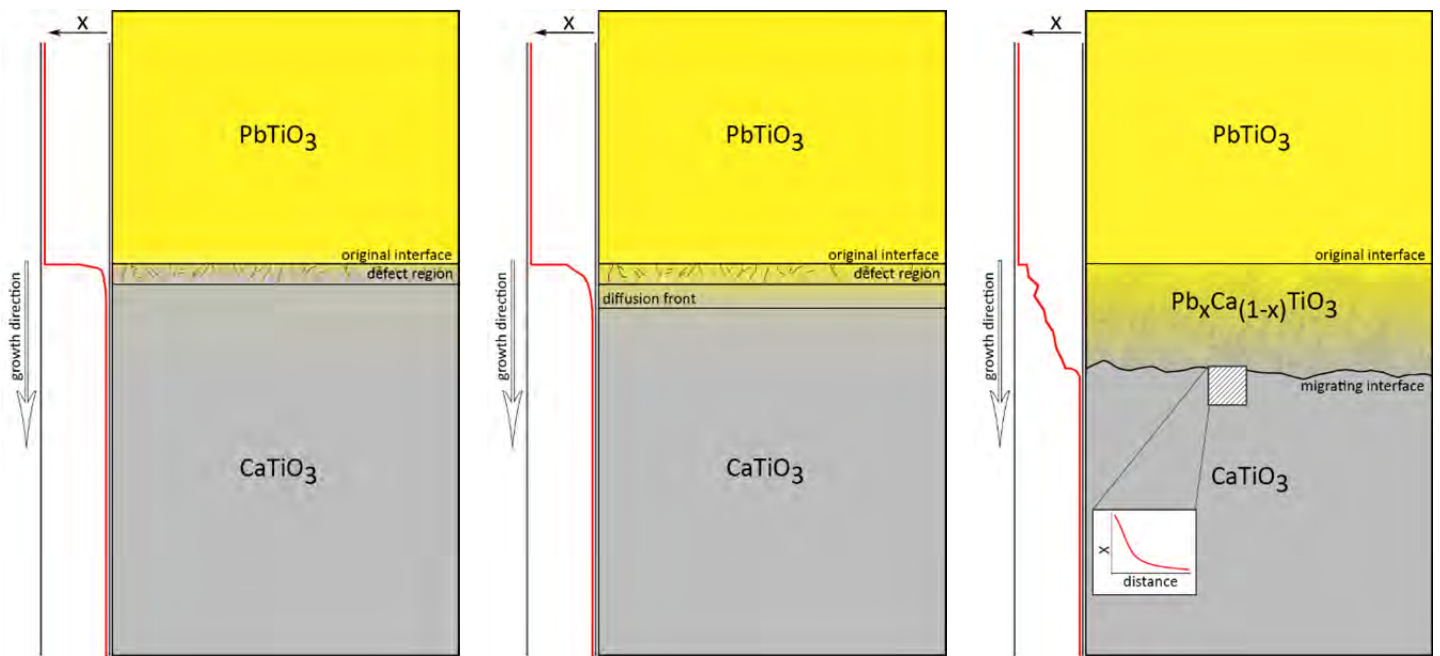 X
PbTiO₃
original interface
defect region
growth direction
CaTiO₃
X
PbTiO₃
original interface
defect region
diffusion front
growth direction
CaTiO₃
X
PbTiO₃
original interface
PbₓCa₍₁₋ₓ₎TiO₃
growth direction
migrating interface
CaTiO₃
X
distance